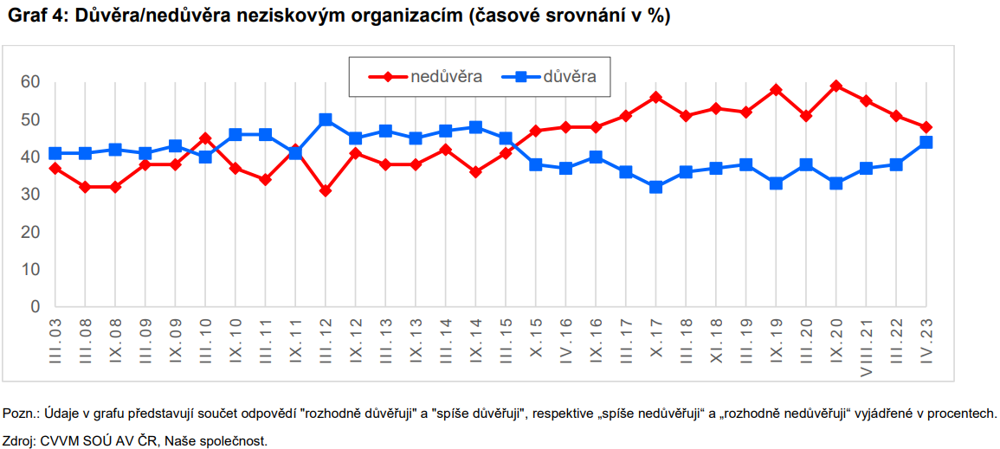 Graf 4: Důvěra/nedůvěra neziskovým organizacím (časové srovnání v %)
nedůvěra důvěra
60
50
40
30
20
10
0
III.03 III.08 IX.08 III.09 IX.09 III.10 IX.10 III.11 IX.11 III.12 IX.12 III.13 IX.13 III.14 IX.14 III.15 X.15 IV.16 IX.16 III.17 X.17 III.18 XI.18 III.19 IX.19 III.20 IX.20 VIII.21 III.22 IV.23
Pozn.: Údaje v grafu představují součet odpovědí "rozhodně důvěřuji" a "spíše důvěřuji", respektive „spíše nedůvěřuji“ a „rozhodně nedůvěřuji“ vyjádřené v procentech.
Zdroj: CVVM SOÚ AV ČR, Naše společnost.